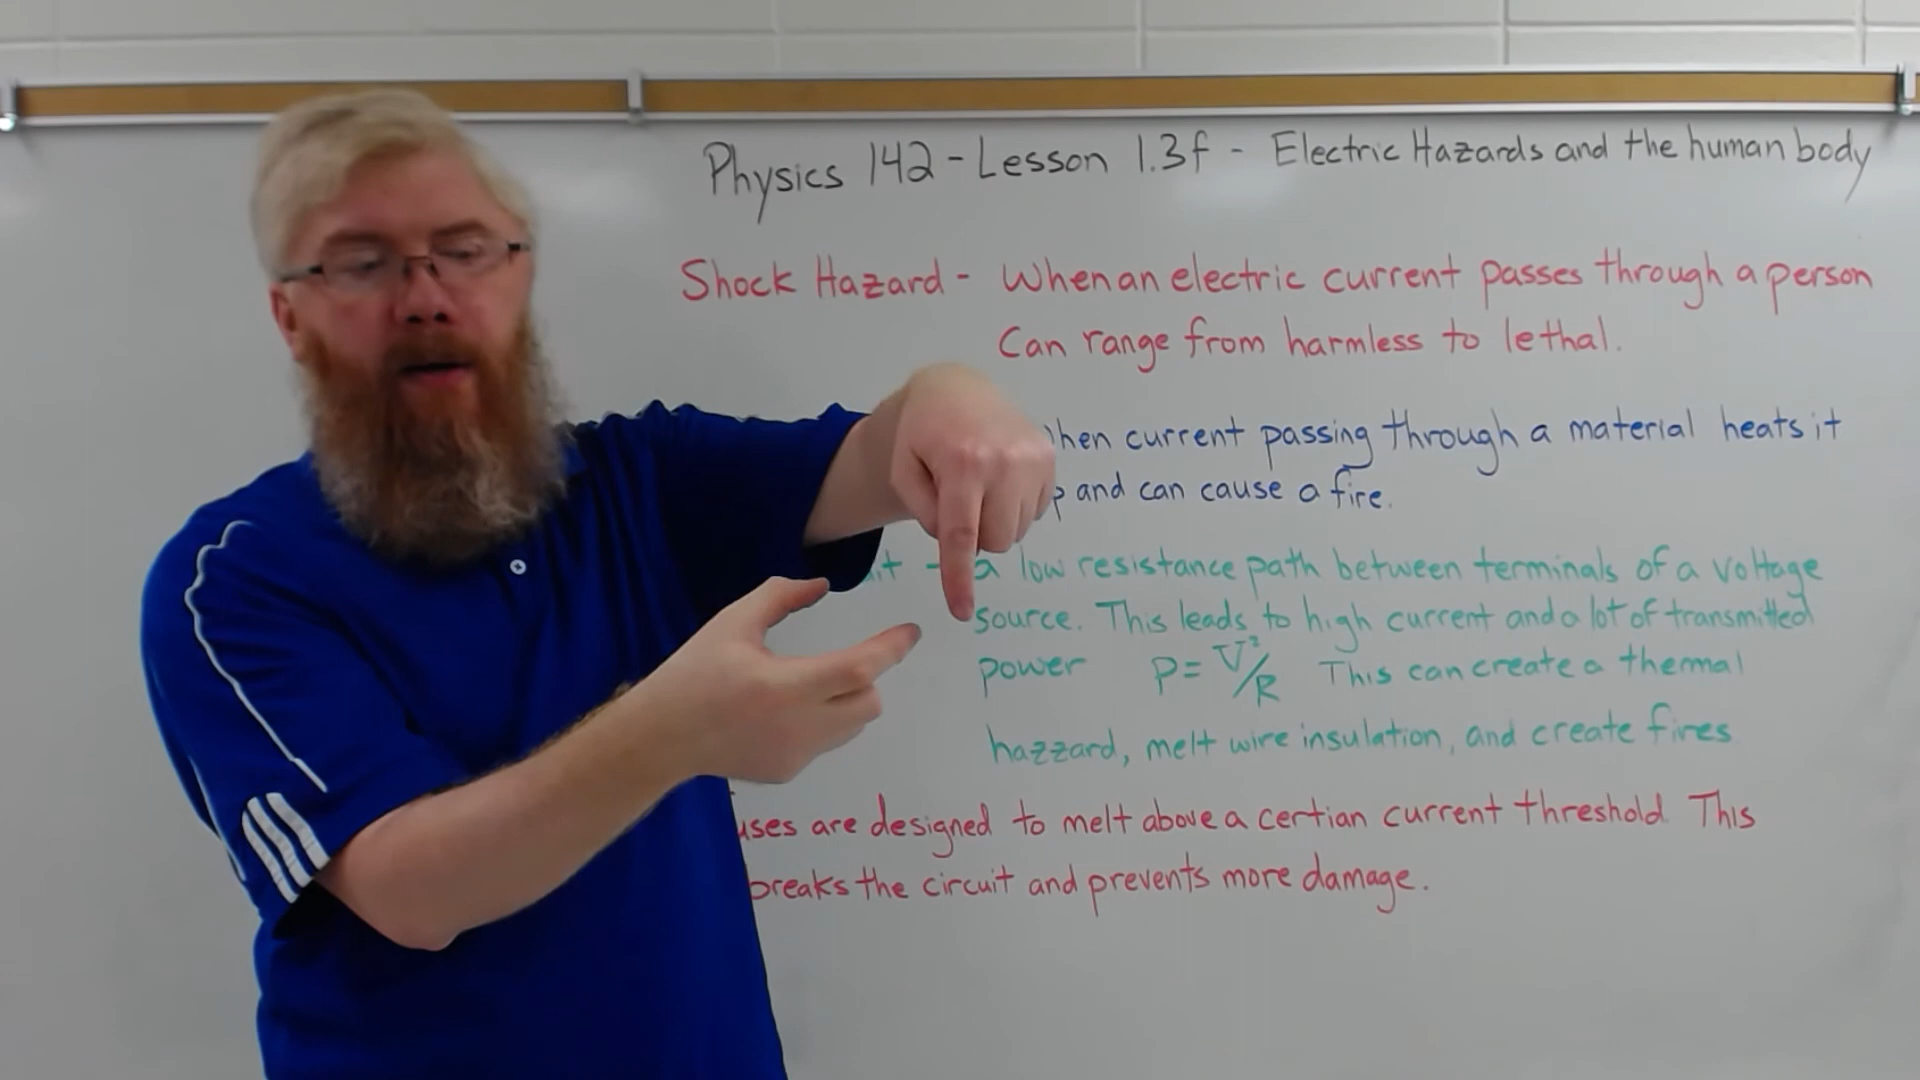 Physics 142 - Lesson 1.3f - Electric Hazards and the human body
Shock Hazard - When an electric current passes through a person
Can range from harmless to lethal.
hen current passing through a material heats it
p and can cause a fire.
it - a low resistance path between terminals of a voltage
source. This leads to high current and a lot of transmitted
power P = V²/R This can create a thermal
hazzard, melt wire insulation, and create fires
uses are designed to melt above a certian current threshold. This
breaks the circuit and prevents more damage.